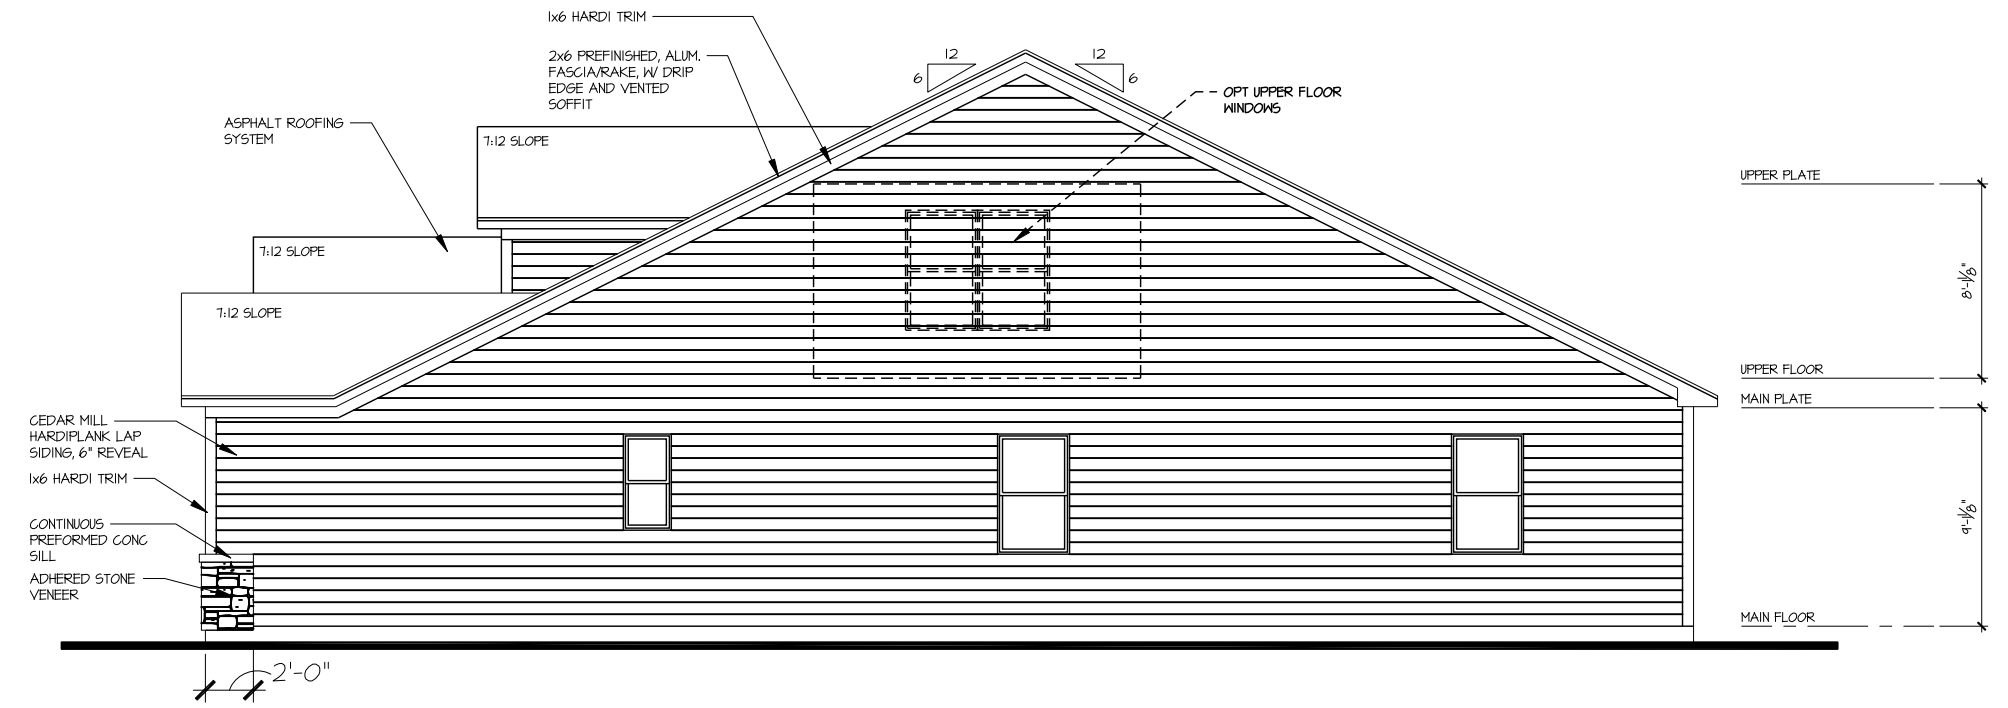 1x6 HARDI TRIM
2x6 PREFINISHED, ALUM.
FASCIA/RAKE, W/ DRIP
EDGE AND VENTED
SOFFIT
12
6
12
6
OPT UPPER FLOOR
WINDOWS
ASPHALT ROOFING
SYSTEM
7:12 SLOPE
7:12 SLOPE
7:12 SLOPE
UPPER PLATE
8'-1⅛"
UPPER FLOOR
MAIN PLATE
9'-1⅛"
MAIN FLOOR
CEDAR MILL
HARDIPLANK LAP
SIDING, 6" REVEAL
1x6 HARDI TRIM
CONTINUOUS
PREFORMED CONC
SILL
ADHERED STONE
VENEER
2'-0"